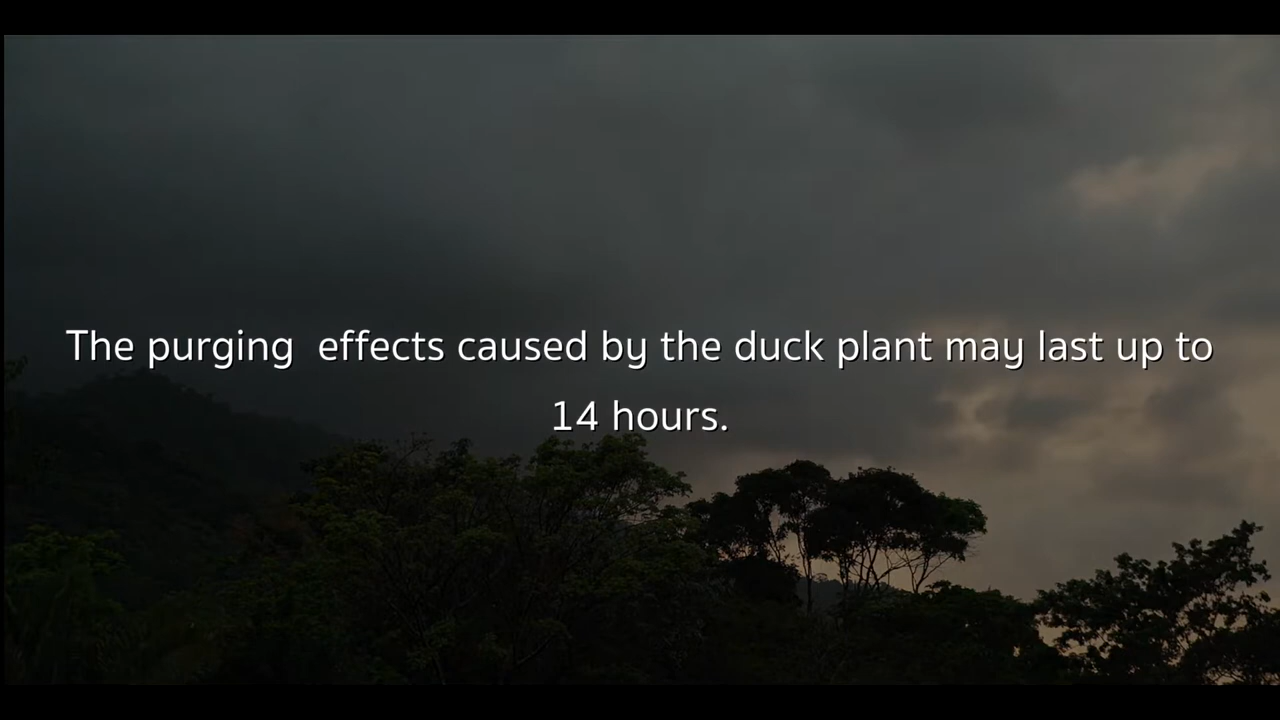 The purging  effects caused by the duck plant may last up to
14 hours.